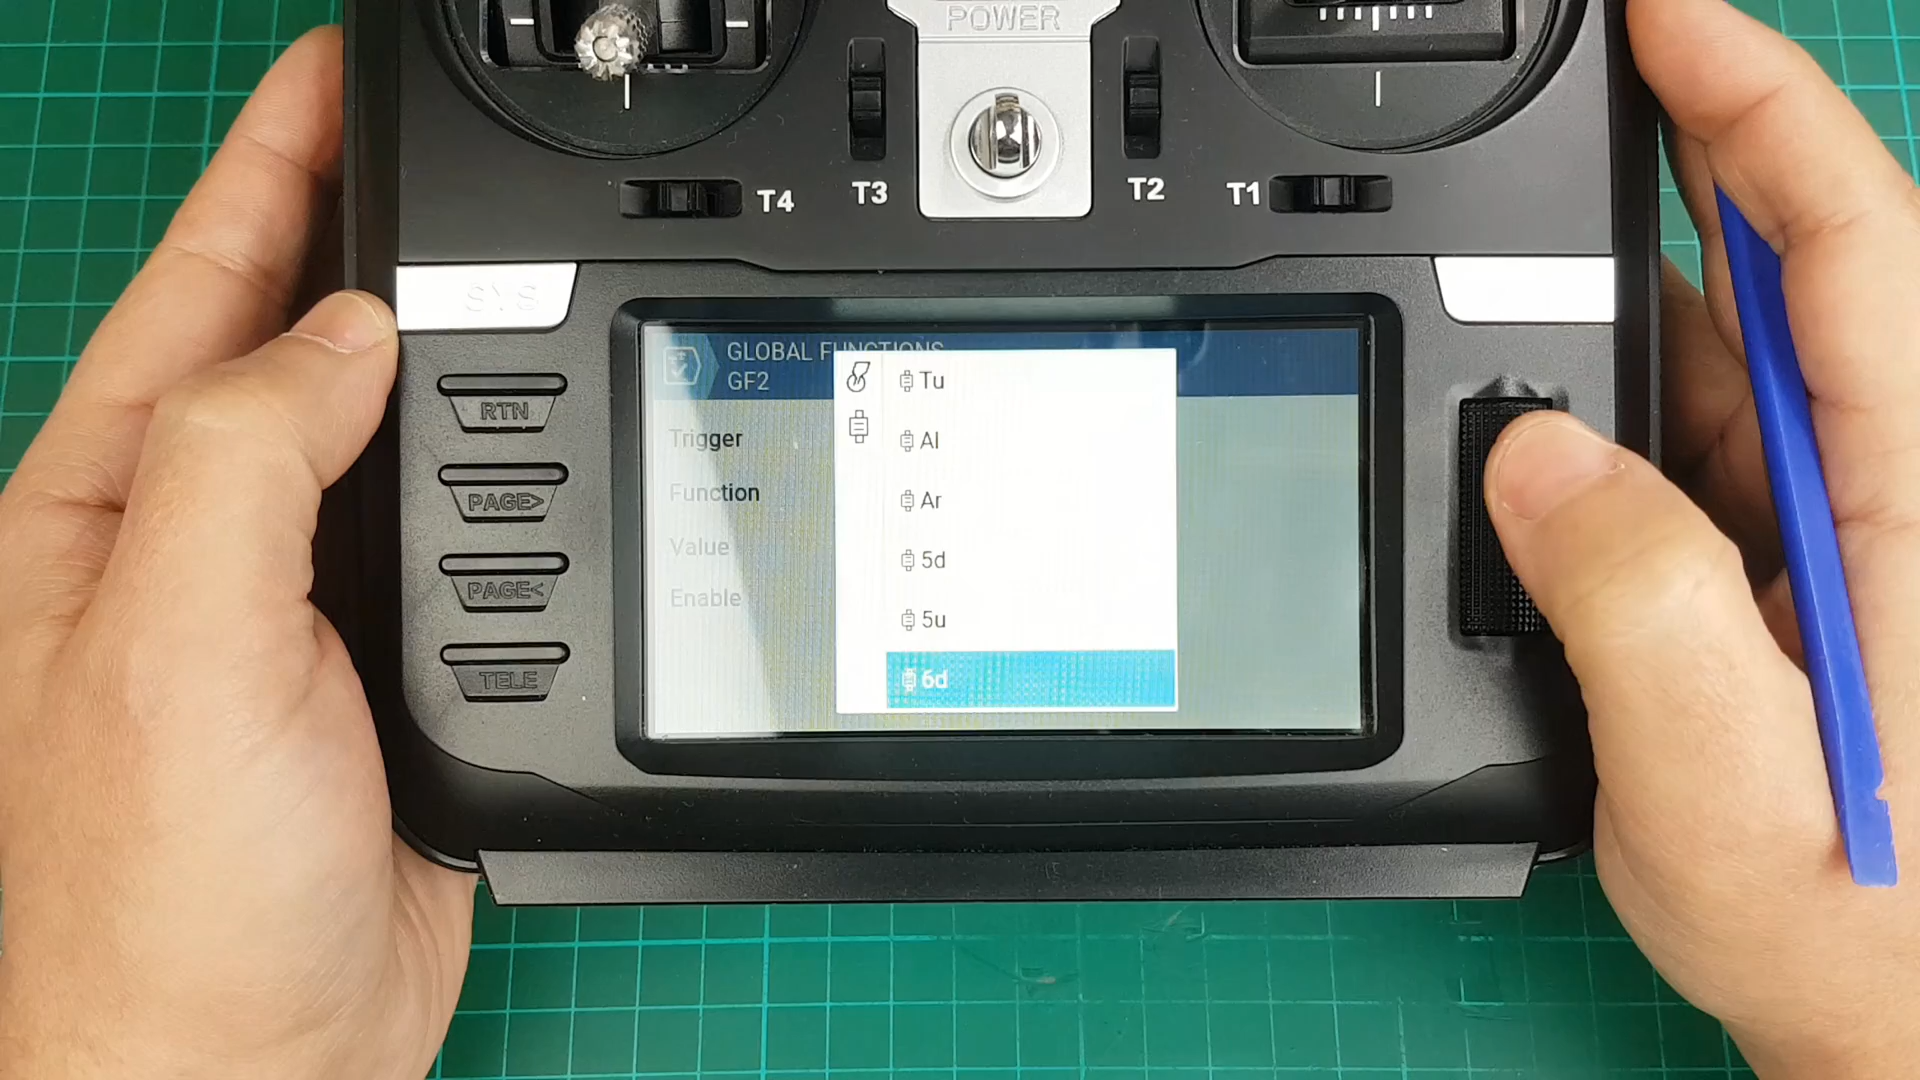 POWER
T4
T3
T2
T1
SYS
RTN
PAGE>
PAGE<
TELE
GLOBAL FUNCTIONS
GF2
Trigger
Function
Value
Enable
Tu
Al
Ar
5d
5u
6d